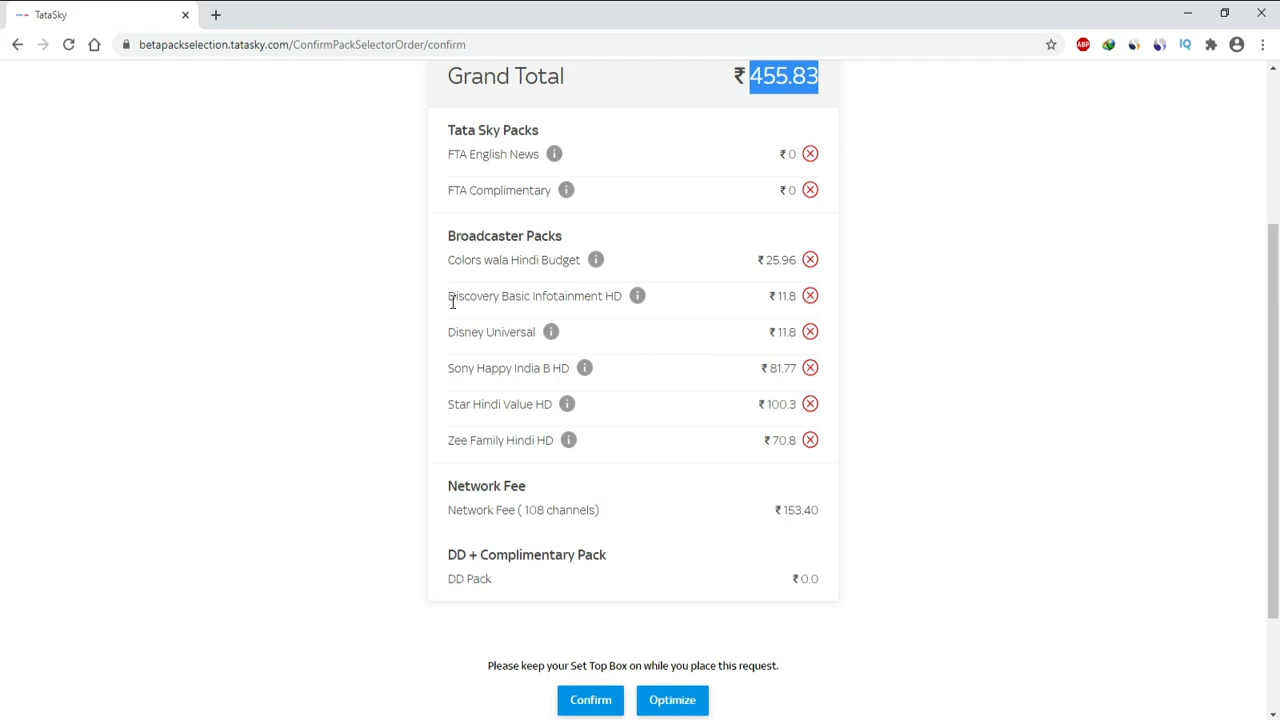 TataSky
betapackselection.tatasky.com/ConfirmPackSelectorOrder/confirm
ABP
IQ
Grand Total ₹ 455.83
Tata Sky Packs
FTA English News i ₹ 0
FTA Complimentary i ₹ 0
Broadcaster Packs
Colors wala Hindi Budget i ₹ 25.96
Discovery Basic Infotainment HD i ₹ 11.8
Disney Universal i ₹ 11.8
Sony Happy India B HD i ₹ 81.77
Star Hindi Value HD i ₹ 100.3
Zee Family Hindi HD i ₹ 70.8
Network Fee
Network Fee ( 108 channels) ₹ 153.40
DD + Complimentary Pack
DD Pack ₹ 0.0
Please keep your Set Top Box on while you place this request.
Confirm Optimize